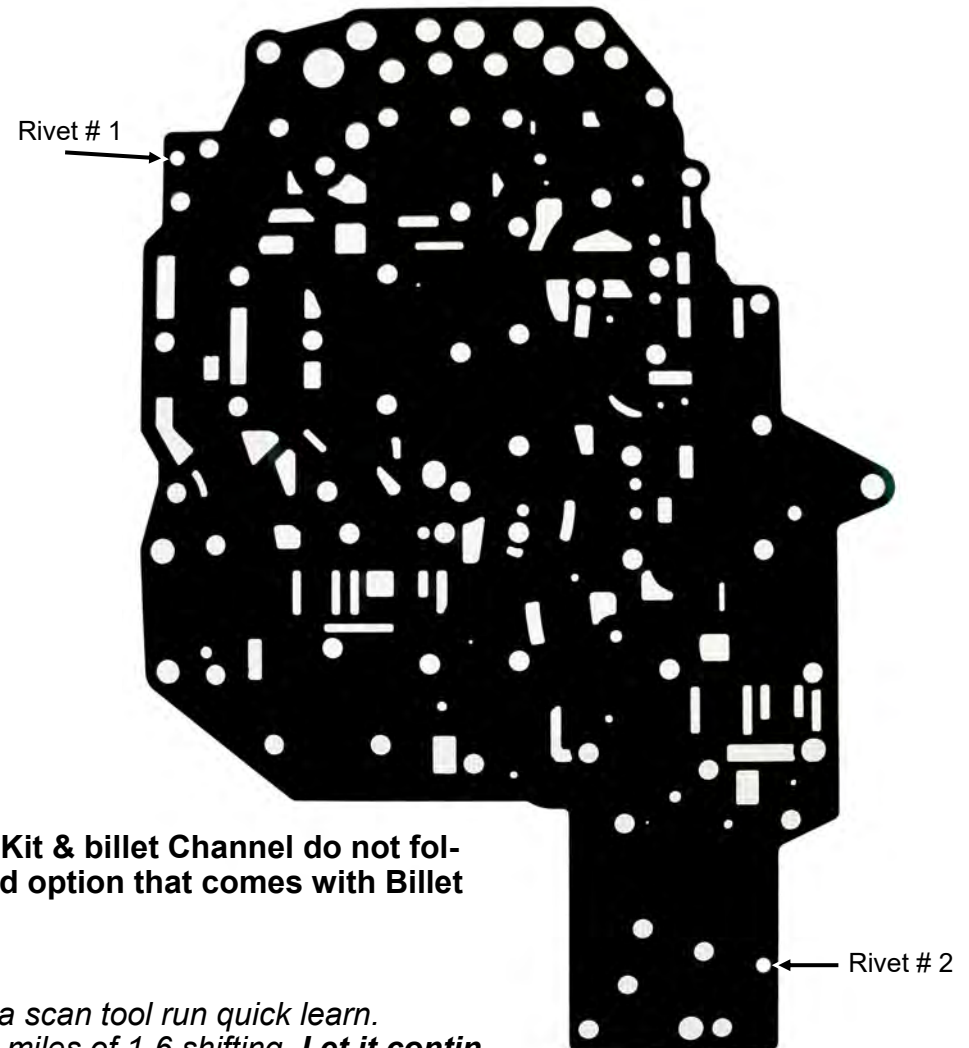 Rivet # 1
Kit & billet Channel do not fol-
d option that comes with Billet
Rivet # 2
a scan tool run quick learn.
miles of 1-6 shifting. Let it contin